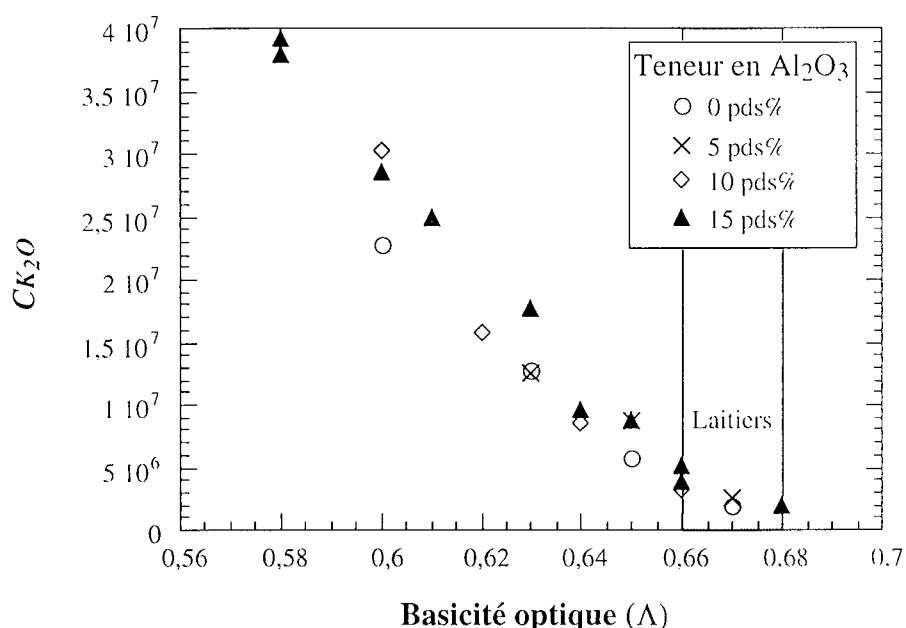 4 10⁷
3,5 10⁷
3 10⁷
2,5 10⁷
2 10⁷
1,5 10⁷
1 10⁷
5 10⁶
0
C K₂O
Teneur en Al₂O₃
0 pds%
5 pds%
10 pds%
15 pds%
Laitiers
0,56 0,58 0,6 0,62 0,64 0,66 0,68 0.7
Basicité optique (Λ)